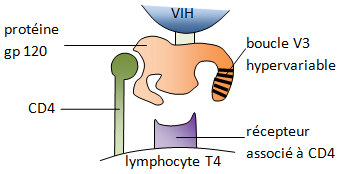 VIH
protéine
gp 120
boucle V3
hypervariable
CD4
récepteur
associé à CD4
lymphocyte T4